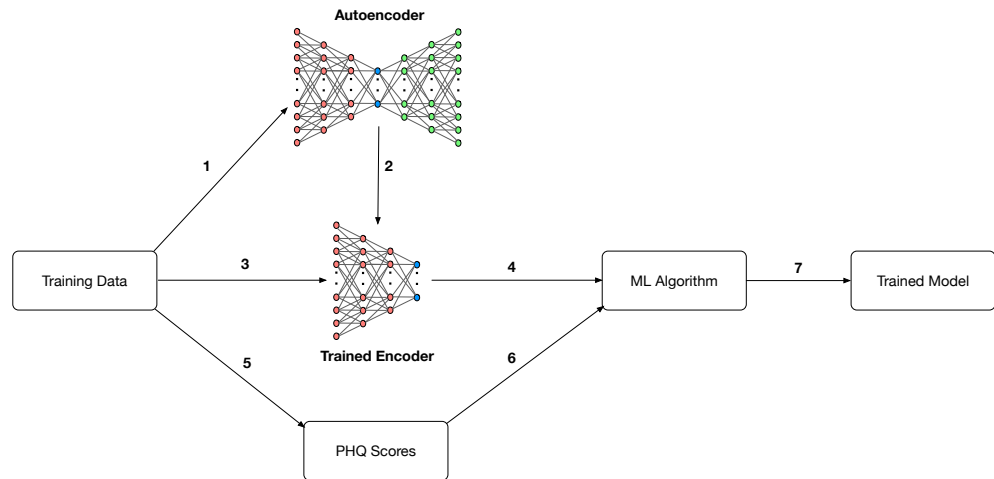 Autoencoder
1
2
Training Data
3
4
ML Algorithm
7
Trained Model
Trained Encoder
5
6
PHQ Scores